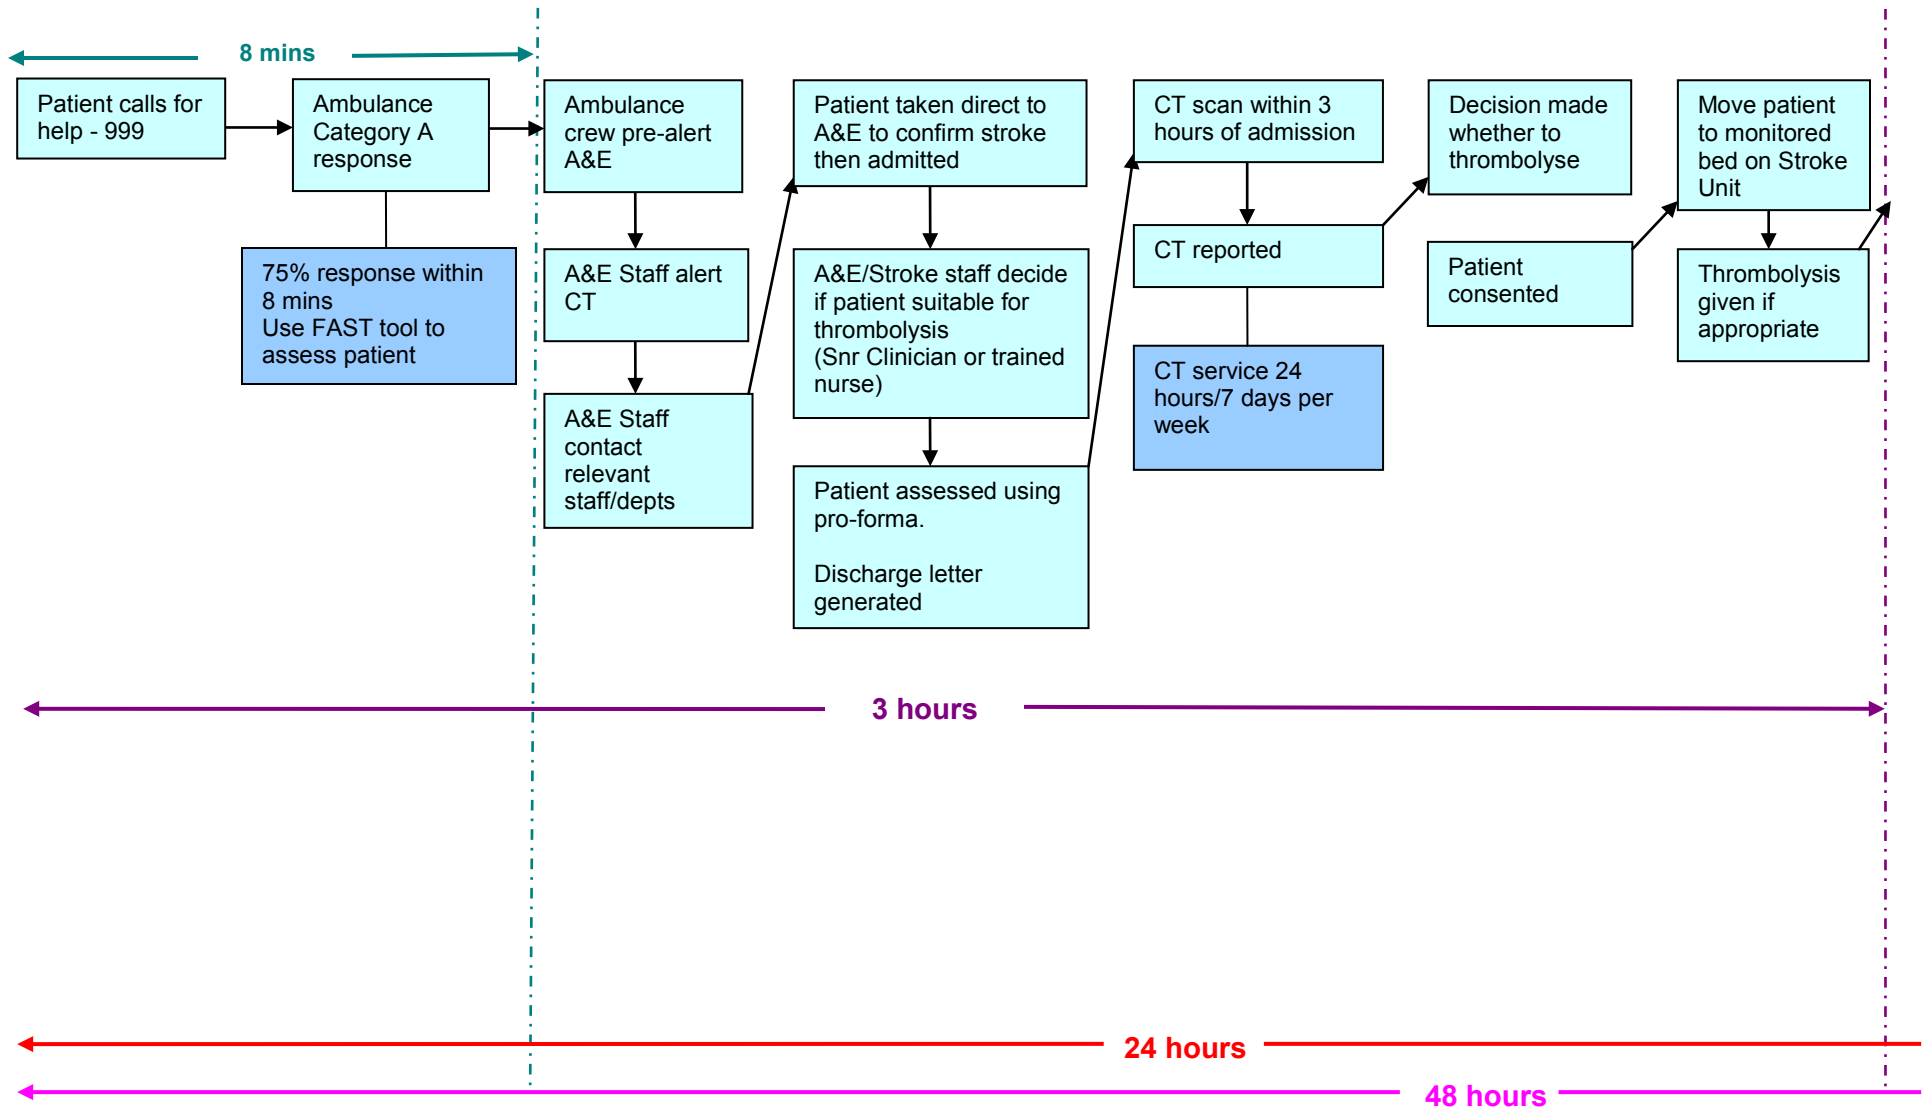 8 mins
Patient calls for
help - 999
Ambulance
Category A
response
75% response within
8 mins
Use FAST tool to
assess patient
Ambulance
crew pre-alert
A&E
A&E Staff alert
CT
A&E Staff
contact
relevant
staff/depts
Patient taken direct to
A&E to confirm stroke
then admitted
A&E/Stroke staff decide
if patient suitable for
thrombolysis
(Snr Clinician or trained
nurse)
Patient assessed using
pro-forma.
Discharge letter
generated
CT scan within 3
hours of admission
CT reported
CT service 24
hours/7 days per
week
Decision made
whether to
thrombolyse
Patient
consented
Move patient
to monitored
bed on Stroke
Unit
Thrombolysis
given if
appropriate
3 hours
24 hours
48 hours